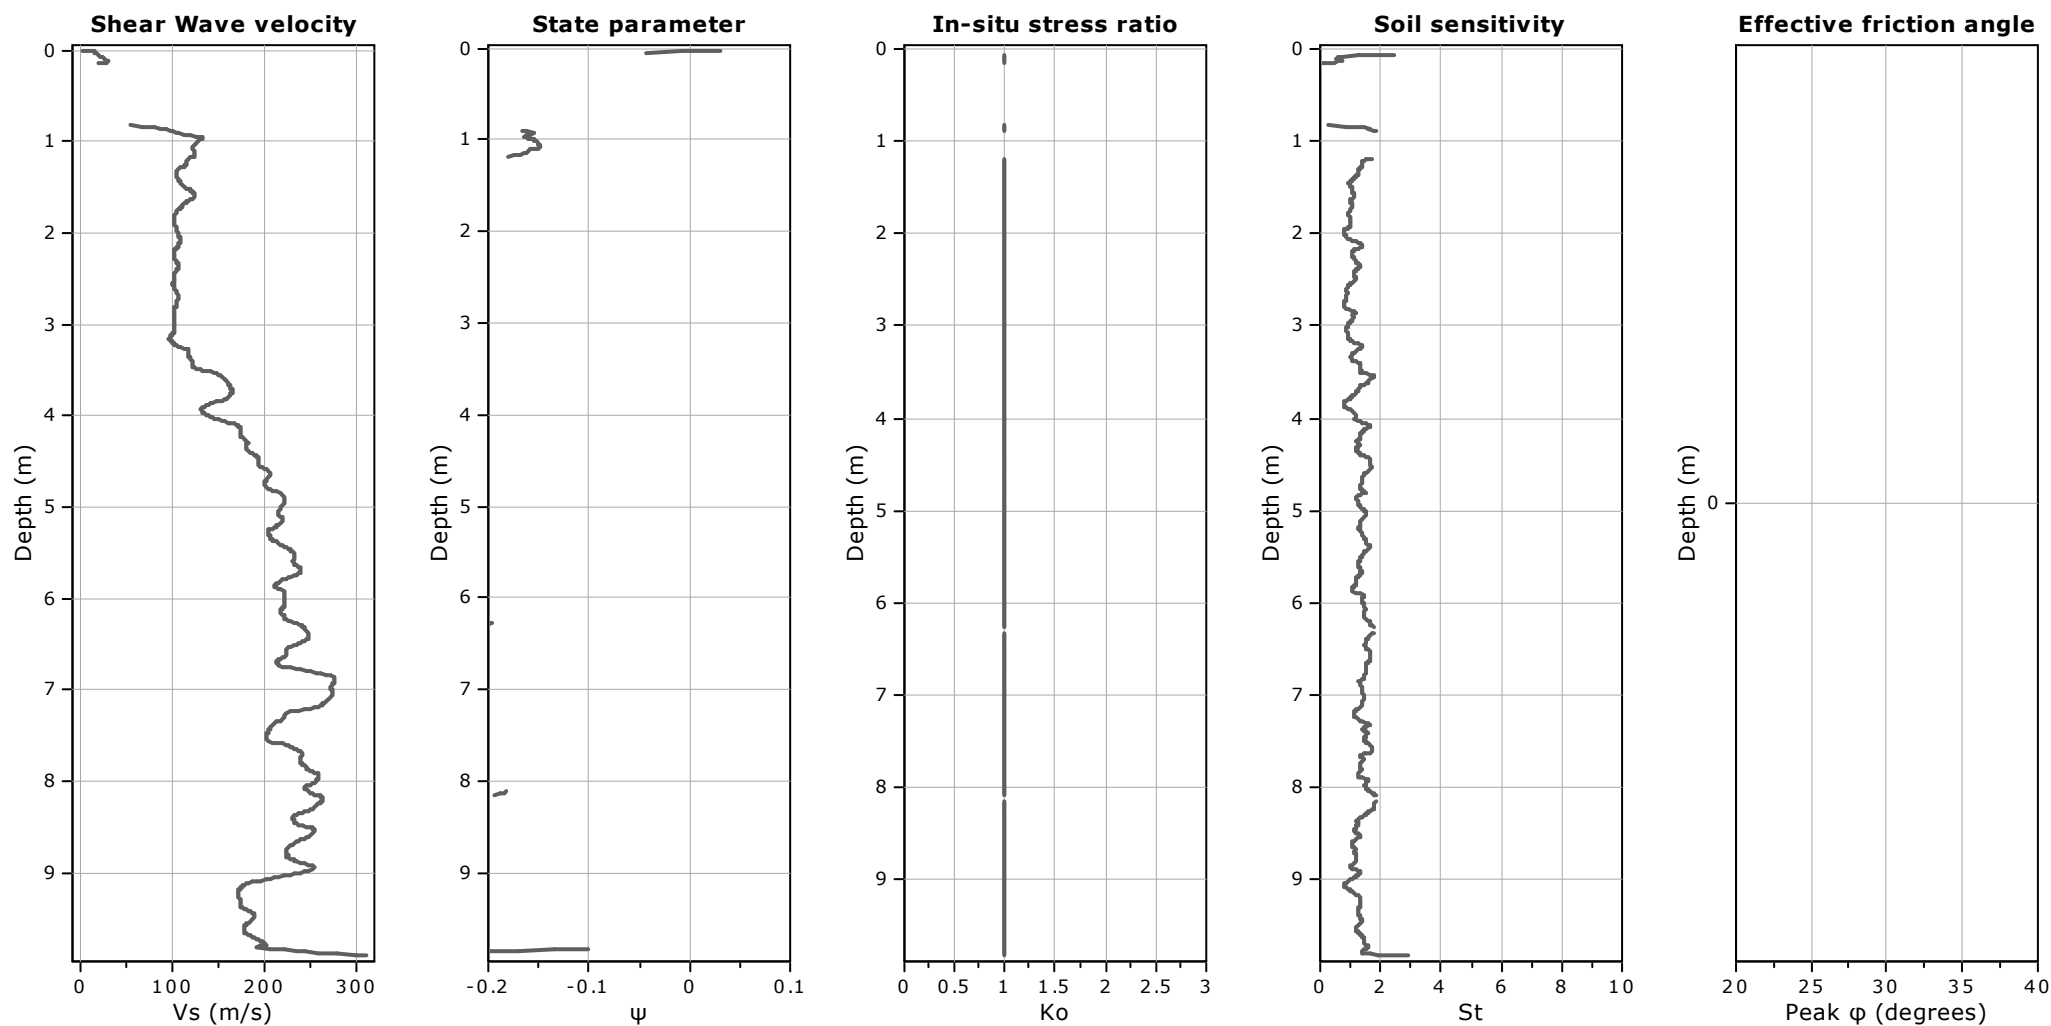 Shear Wave velocity
0
1
2
3
4
5
6
7
8
9
Depth (m)
0 100 200 300
Vs (m/s)
State parameter
0
1
2
3
4
5
6
7
8
9
Depth (m)
-0.2 -0.1 0 0.1
ψ
In-situ stress ratio
0
1
2
3
4
5
6
7
8
9
Depth (m)
0 0.5 1 1.5 2 2.5 3
Ko
Soil sensitivity
0
1
2
3
4
5
6
7
8
9
Depth (m)
0 2 4 6 8 10
St
Effective friction angle
0
Depth (m)
20 25 30 35 40
Peak φ (degrees)